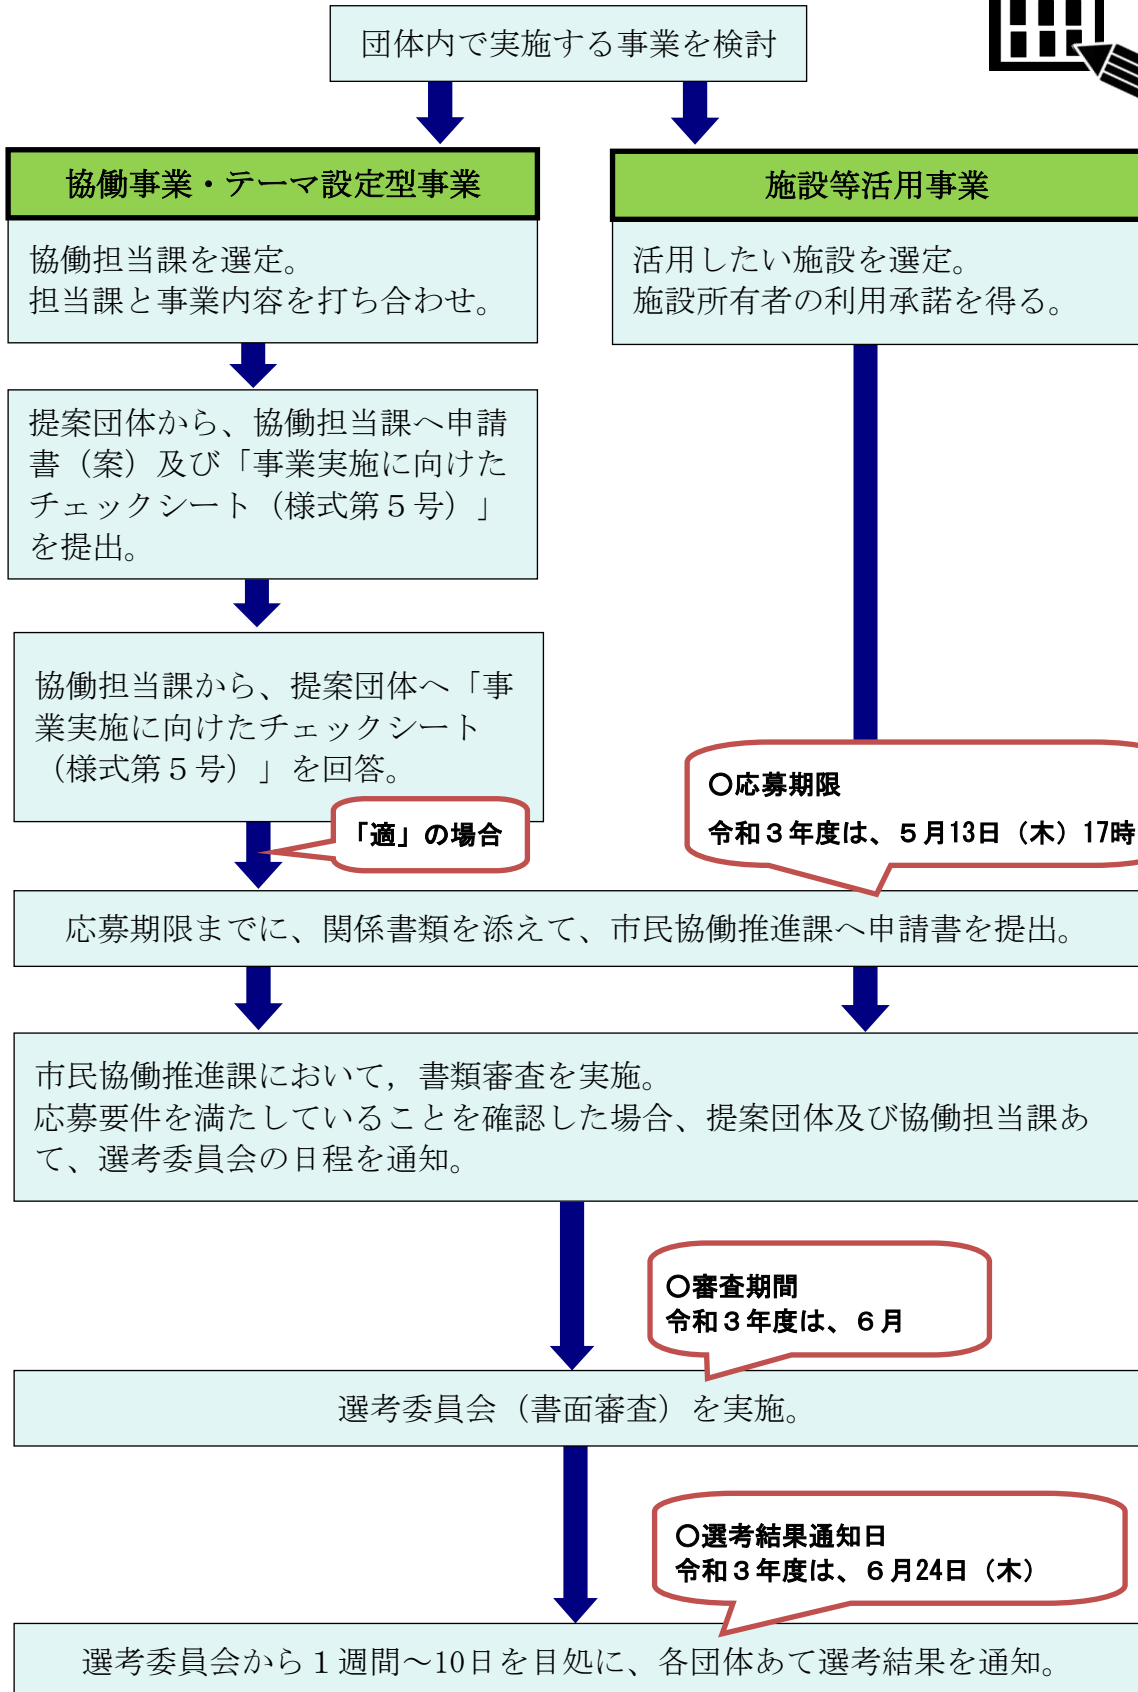 団体内で実施する事業を検討
協働事業・テーマ設定型事業
協働担当課を選定。
担当課と事業内容を打ち合わせ。
施設等活用事業
活用したい施設を選定。
施設所有者の利用承諾を得る。
提案団体から、協働担当課へ申請
書（案）及び「事業実施に向けた
チェックシート（様式第５号）」
を提出。
協働担当課から、提案団体へ「事
業実施に向けたチェックシート
（様式第５号）」を回答。
「適」の場合
〇応募期限
令和３年度は、５月13日（木）17時
応募期限までに、関係書類を添えて、市民協働推進課へ申請書を提出。
市民協働推進課において，書類審査を実施。
応募要件を満たしていることを確認した場合、提案団体及び協働担当課あ
て、選考委員会の日程を通知。
〇審査期間
令和３年度は、６月
選考委員会（書面審査）を実施。
〇選考結果通知日
令和３年度は、６月24日（木）
選考委員会から１週間～10日を目処に、各団体あて選考結果を通知。